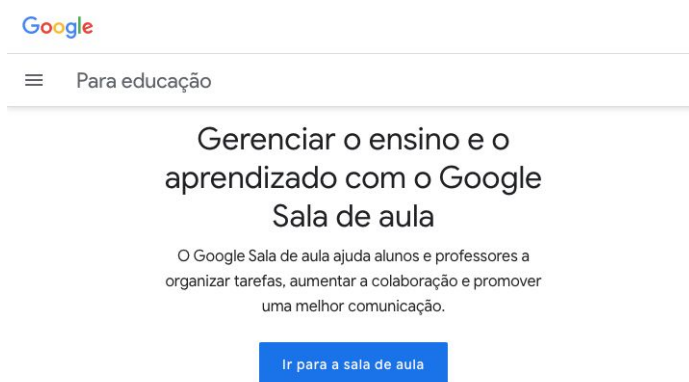 Google
Para educação
Gerenciar o ensino e o
aprendizado com o Google
Sala de aula
O Google Sala de aula ajuda alunos e professores a
organizar tarefas, aumentar a colaboração e promover
uma melhor comunicação.
Ir para a sala de aula